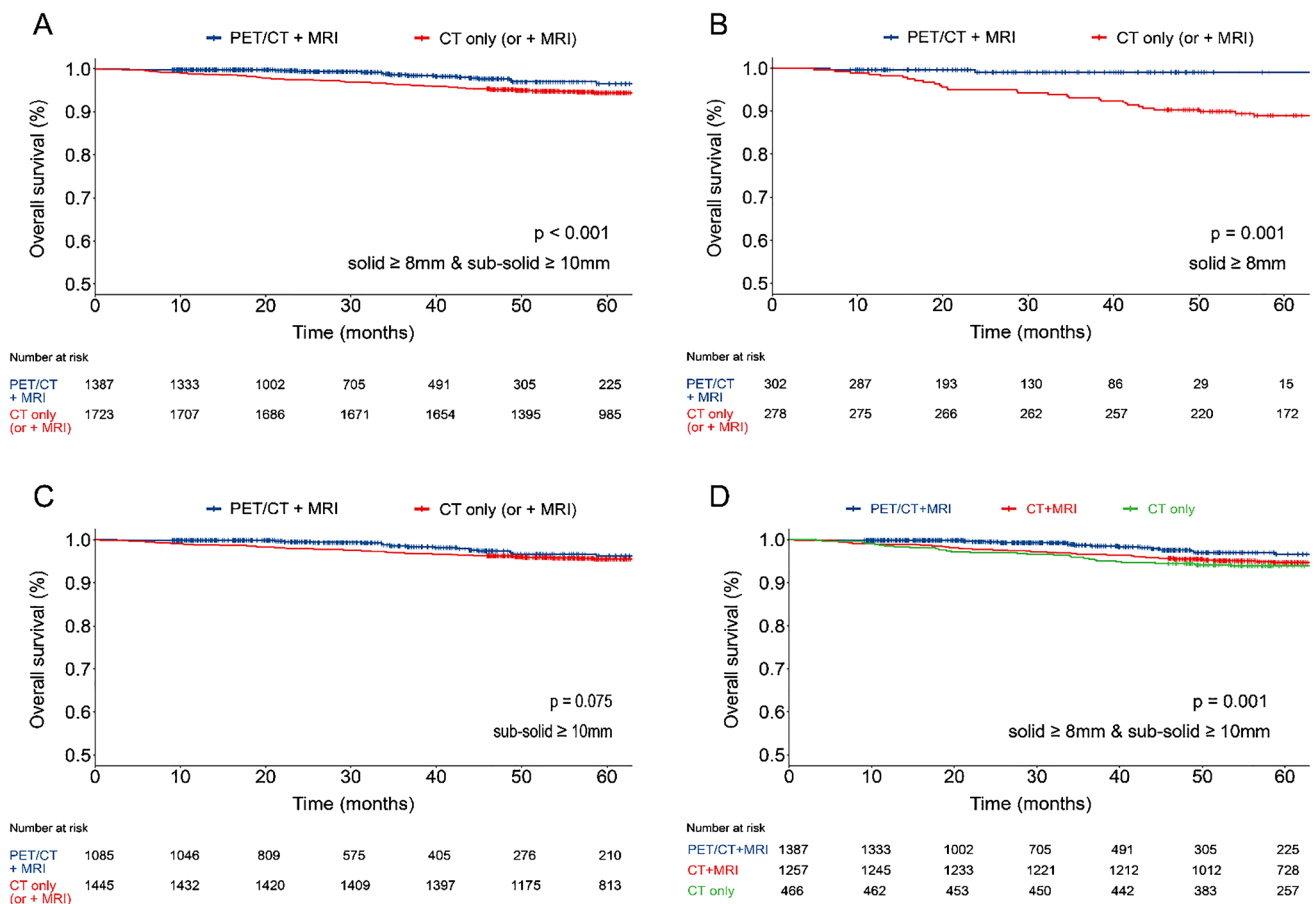 A
PET/CT + MRI CT only (or + MRI)
1.0
0.9
0.8
0.7
0.6
0.5
Overall survival (%)
p < 0.001
solid ≥ 8mm & sub-solid ≥ 10mm
0 10 20 30 40 50 60
Time (months)
Number at risk
PET/CT + MRI 1387 1333 1002 705 491 305 225
CT only (or + MRI) 1723 1707 1686 1671 1654 1395 985
B
PET/CT + MRI CT only (or + MRI)
1.0
0.9
0.8
0.7
0.6
0.5
Overall survival (%)
p = 0.001
solid ≥ 8mm
0 10 20 30 40 50 60
Time (months)
Number at risk
PET/CT + MRI 302 287 193 130 86 29 15
CT only (or + MRI) 278 275 266 262 257 220 172
C
PET/CT + MRI CT only (or + MRI)
1.0
0.9
0.8
0.7
0.6
0.5
Overall survival (%)
p = 0.075
sub-solid ≥ 10mm
0 10 20 30 40 50 60
Time (months)
Number at risk
PET/CT + MRI 1085 1046 809 575 405 276 210
CT only (or + MRI) 1445 1432 1420 1409 1397 1175 813
D
PET/CT+MRI CT+MRI CT only
1.0
0.9
0.8
0.7
0.6
0.5
Overall survival (%)
p = 0.001
solid ≥ 8mm & sub-solid ≥ 10mm
0 10 20 30 40 50 60
Time (months)
Number at risk
PET/CT+MRI 1387 1333 1002 705 491 305 225
CT+MRI 1257 1245 1233 1221 1212 1012 728
CT only 466 462 453 450 442 383 257